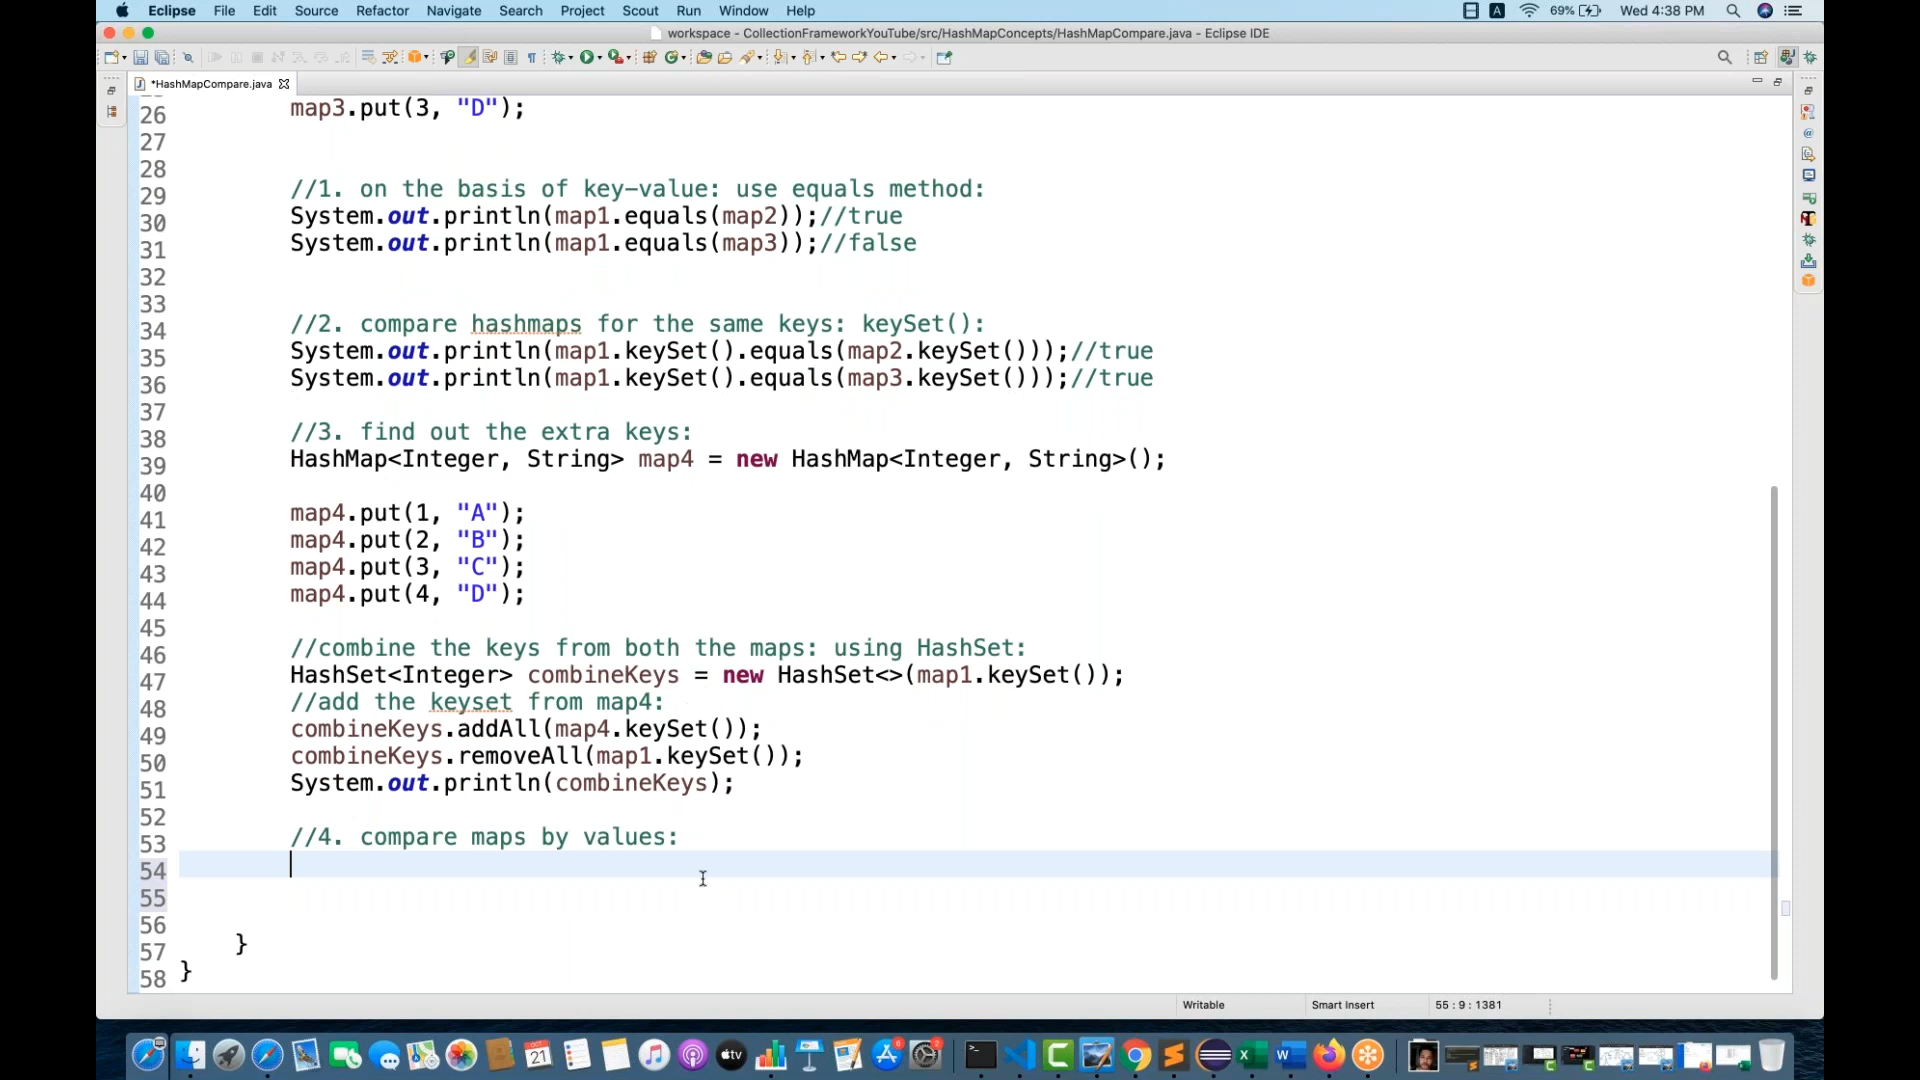 Eclipse File Edit Source Refactor Navigate Search Project Scout Run Window Help A 69% Wed 4:38 PM
workspace - CollectionFrameworkYouTube/src/HashMapConcepts/HashMapCompare.java - Eclipse IDE
*HashMapCompare.java
26 map3.put(3, "D");
27
28
29 //1. on the basis of key-value: use equals method:
30 System.out.println(map1.equals(map2));//true
31 System.out.println(map1.equals(map3));//false
32
33
34 //2. compare hashmaps for the same keys: keySet():
35 System.out.println(map1.keySet().equals(map2.keySet()));//true
36 System.out.println(map1.keySet().equals(map3.keySet()));//true
37
38 //3. find out the extra keys:
39 HashMap<Integer, String> map4 = new HashMap<Integer, String>();
40
41 map4.put(1, "A");
42 map4.put(2, "B");
43 map4.put(3, "C");
44 map4.put(4, "D");
45
46 //combine the keys from both the maps: using HashSet:
47 HashSet<Integer> combineKeys = new HashSet<>(map1.keySet());
48 //add the keyset from map4:
49 combineKeys.addAll(map4.keySet());
50 combineKeys.removeAll(map1.keySet());
51 System.out.println(combineKeys);
52
53 //4. compare maps by values:
54
55
56
57 }
58 }
Writable Smart Insert 55 : 9 : 1381
OCT 21 tv